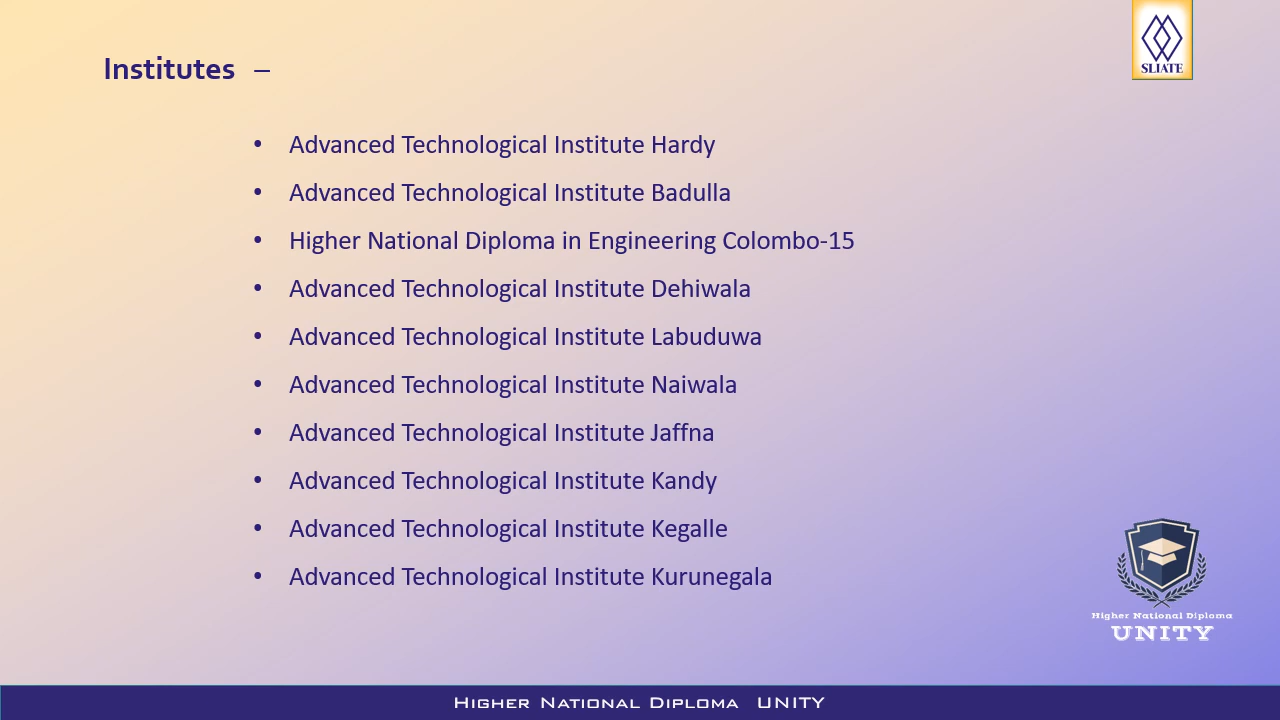 SLIATE
Institutes –
• Advanced Technological Institute Hardy
• Advanced Technological Institute Badulla
• Higher National Diploma in Engineering Colombo-15
• Advanced Technological Institute Dehiwala
• Advanced Technological Institute Labuduwa
• Advanced Technological Institute Naiwala
• Advanced Technological Institute Jaffna
• Advanced Technological Institute Kandy
• Advanced Technological Institute Kegalle
• Advanced Technological Institute Kurunegala
Higher National Diploma
UNITY
Higher National Diploma UNITY